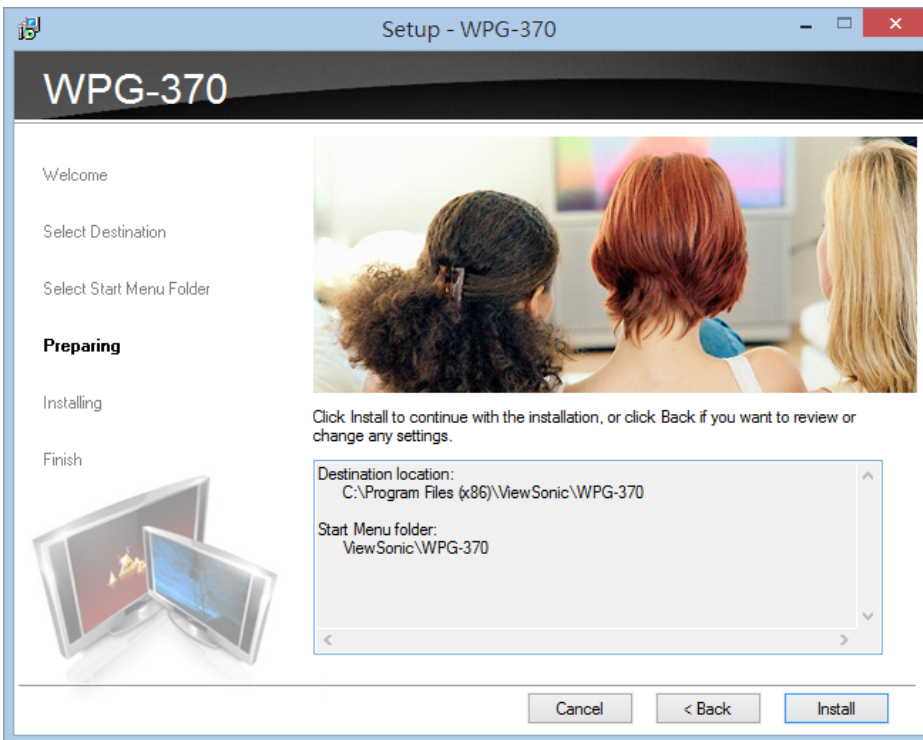 Setup - WPG-370
WPG-370
Welcome
Select Destination
Select Start Menu Folder
Preparing
Installing
Finish
Click Install to continue with the installation, or click Back if you want to review or
change any settings.
Destination location:
C:\Program Files (x86)\ViewSonic\WPG-370
Start Menu folder:
ViewSonic\WPG-370
Cancel
< Back
Install